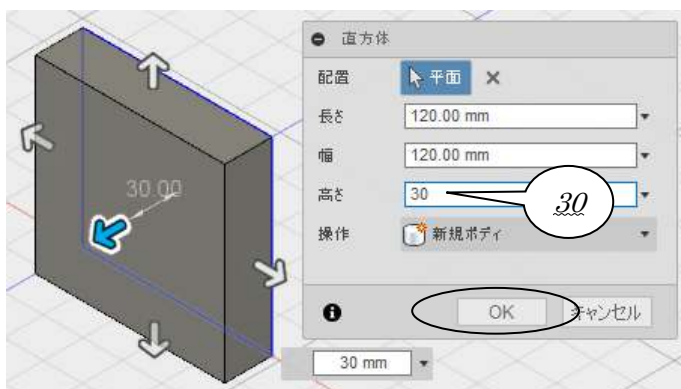 直方体
配置 平面
長さ 120.00 mm
幅 120.00 mm
高さ 30
30
操作 新規ボディ
OK キャンセル
30.00
30 mm